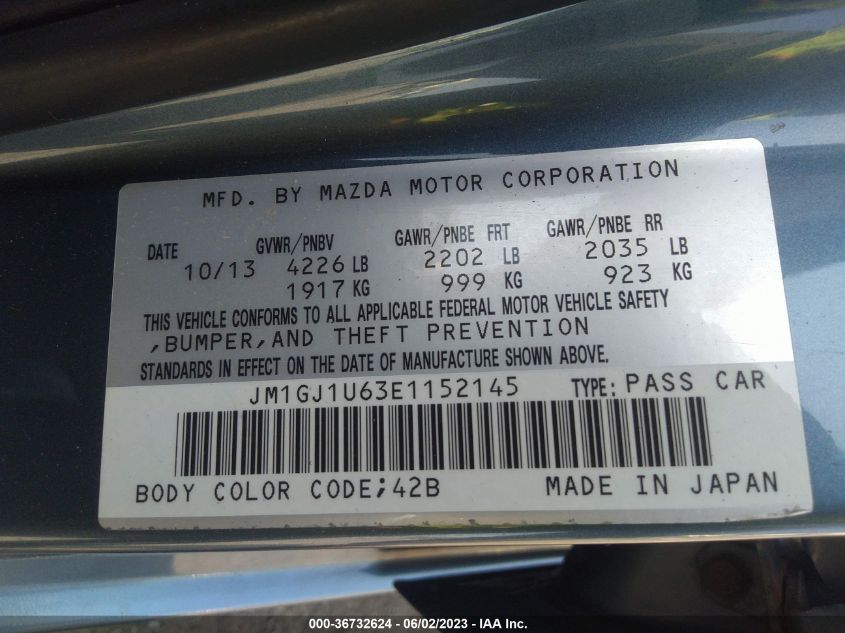 MFD. BY MAZDA MOTOR CORPORATION
DATE GVWR/PNBV GAWR/PNBE FRT GAWR/PNBE RR
10/13 4226 LB 2202 LB 2035 LB
1917 KG 999 KG 923 KG
THIS VEHICLE CONFORMS TO ALL APPLICABLE FEDERAL MOTOR VEHICLE SAFETY
,BUMPER,AND THEFT PREVENTION
STANDARDS IN EFFECT ON THE DATE OF MANUFACTURE SHOWN ABOVE.
JM1GJ1U63E1152145 TYPE: PASS CAR
BODY COLOR CODE;42B MADE IN JAPAN
000-36732624 - 06/02/2023 - IAA Inc.